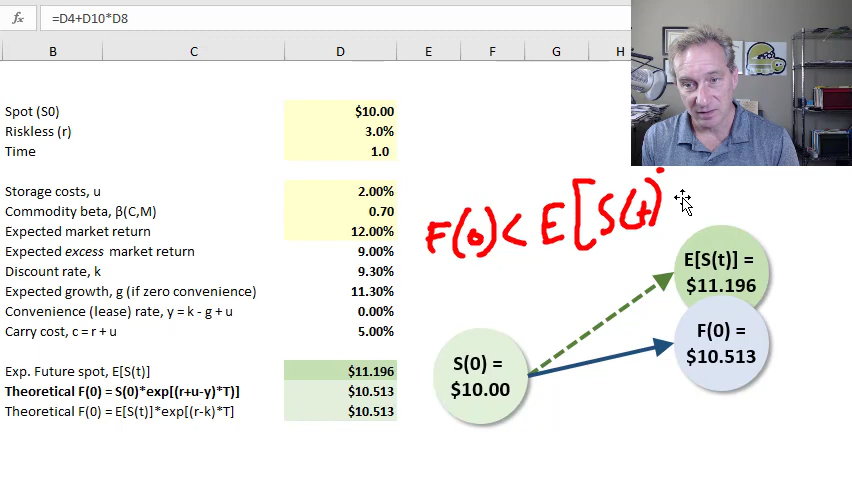 fx =D4+D10*D8
B C D E F G H
Spot (S0) $10.00
Riskless (r) 3.0%
Time 1.0
Storage costs, u 2.00%
Commodity beta, β(C,M) 0.70
Expected market return 12.00%
Expected excess market return 9.00%
Discount rate, k 9.30%
Expected growth, g (if zero convenience) 11.30%
Convenience (lease) rate, y = k - g + u 0.00%
Carry cost, c = r + u 5.00%
Exp. Future spot, E[S(t)] $11.196
Theoretical F(0) = S(0)*exp[(r+u-y)*T)] $10.513
Theoretical F(0) = E[S(t)]*exp[(r-k)*T] $10.513
F(0) < E[S(t)
E[S(t)] =
$11.196
F(0) =
$10.513
S(0) =
$10.00